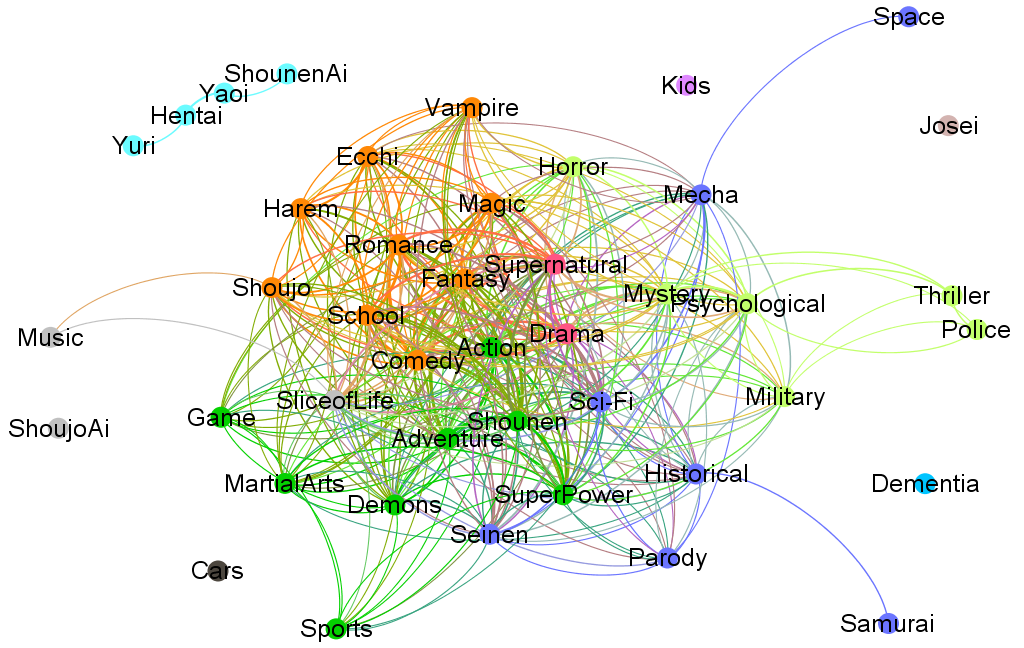 Space
ShounenAi
Kids
Yaoi
Vampire
Hentai
Josei
Yuri
Ecchi
Horror
Mecha
Harem
Magic
Romance
Supernatural
Fantasy
Shoujo
Mystery
Psychological
Thriller
School
Police
Music
Drama
Action
Comedy
SliceofLife
Sci-Fi
Military
Game
Shounen
ShoujoAi
Adventure
Historical
MartialArts
Dementia
SuperPower
Demons
Seinen
Parody
Cars
Samurai
Sports